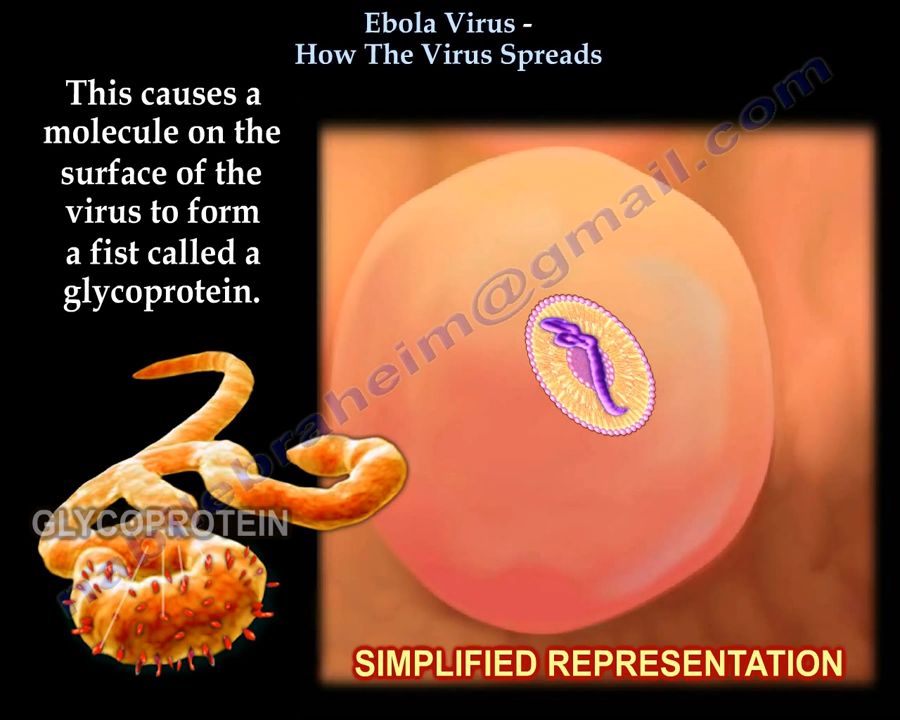 Ebola Virus -
How The Virus Spreads
This causes a
molecule on the
surface of the
virus to form
a fist called a
glycoprotein.
GLYCOPROTEIN
SIMPLIFIED REPRESENTATION